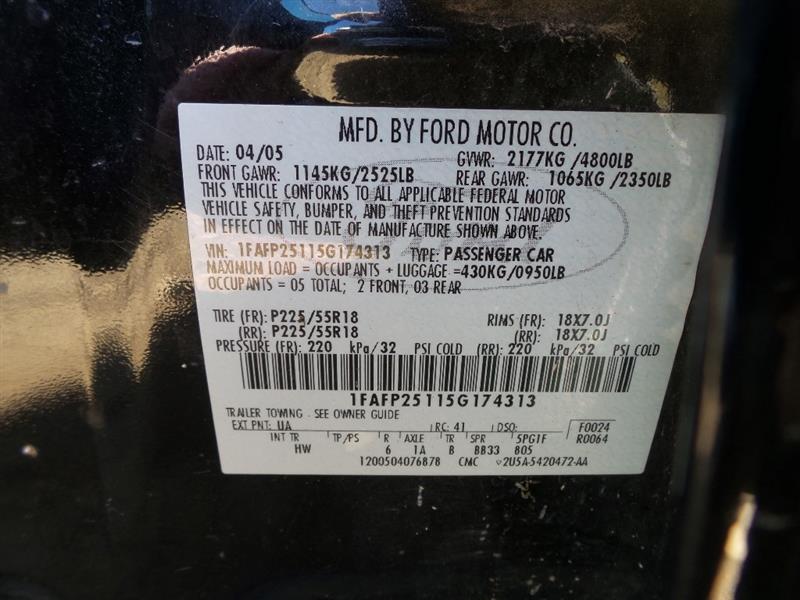 MFD. BY FORD MOTOR CO.
DATE: 04/05 GVWR: 2177KG /4800LB
FRONT GAWR: 1145KG/2525LB REAR GAWR: 1065KG /2350LB
THIS VEHICLE CONFORMS TO ALL APPLICABLE FEDERAL MOTOR
VEHICLE SAFETY, BUMPER, AND THEFT PREVENTION STANDARDS
IN EFFECT ON THE DATE OF MANUFACTURE SHOWN ABOVE.
VIN: 1FAFP25115G174313 TYPE: PASSENGER CAR
MAXIMUM LOAD = OCCUPANTS + LUGGAGE =430KG/0950LB
OCCUPANTS = 05 TOTAL; 2 FRONT, 03 REAR
TIRE (FR): P225/55R18 RIMS (FR): 18X7.0J
(RR): P225/55R18 (RR): 18X7.0J
PRESSURE (FR): 220 kPa/32 PSI COLD (RR): 220 kPa/32 PSI COLD
1FAFP25115G174313
TRAILER TOWING - SEE OWNER GUIDE
EXT PNT: UA RC: 41 DSO: F0024
INT TR TP/PS R AXLE TR SPR 5PG1F R0064
HW 6 1A B 8833 805
1200504076878 CMC 2U5A-5420472-AA